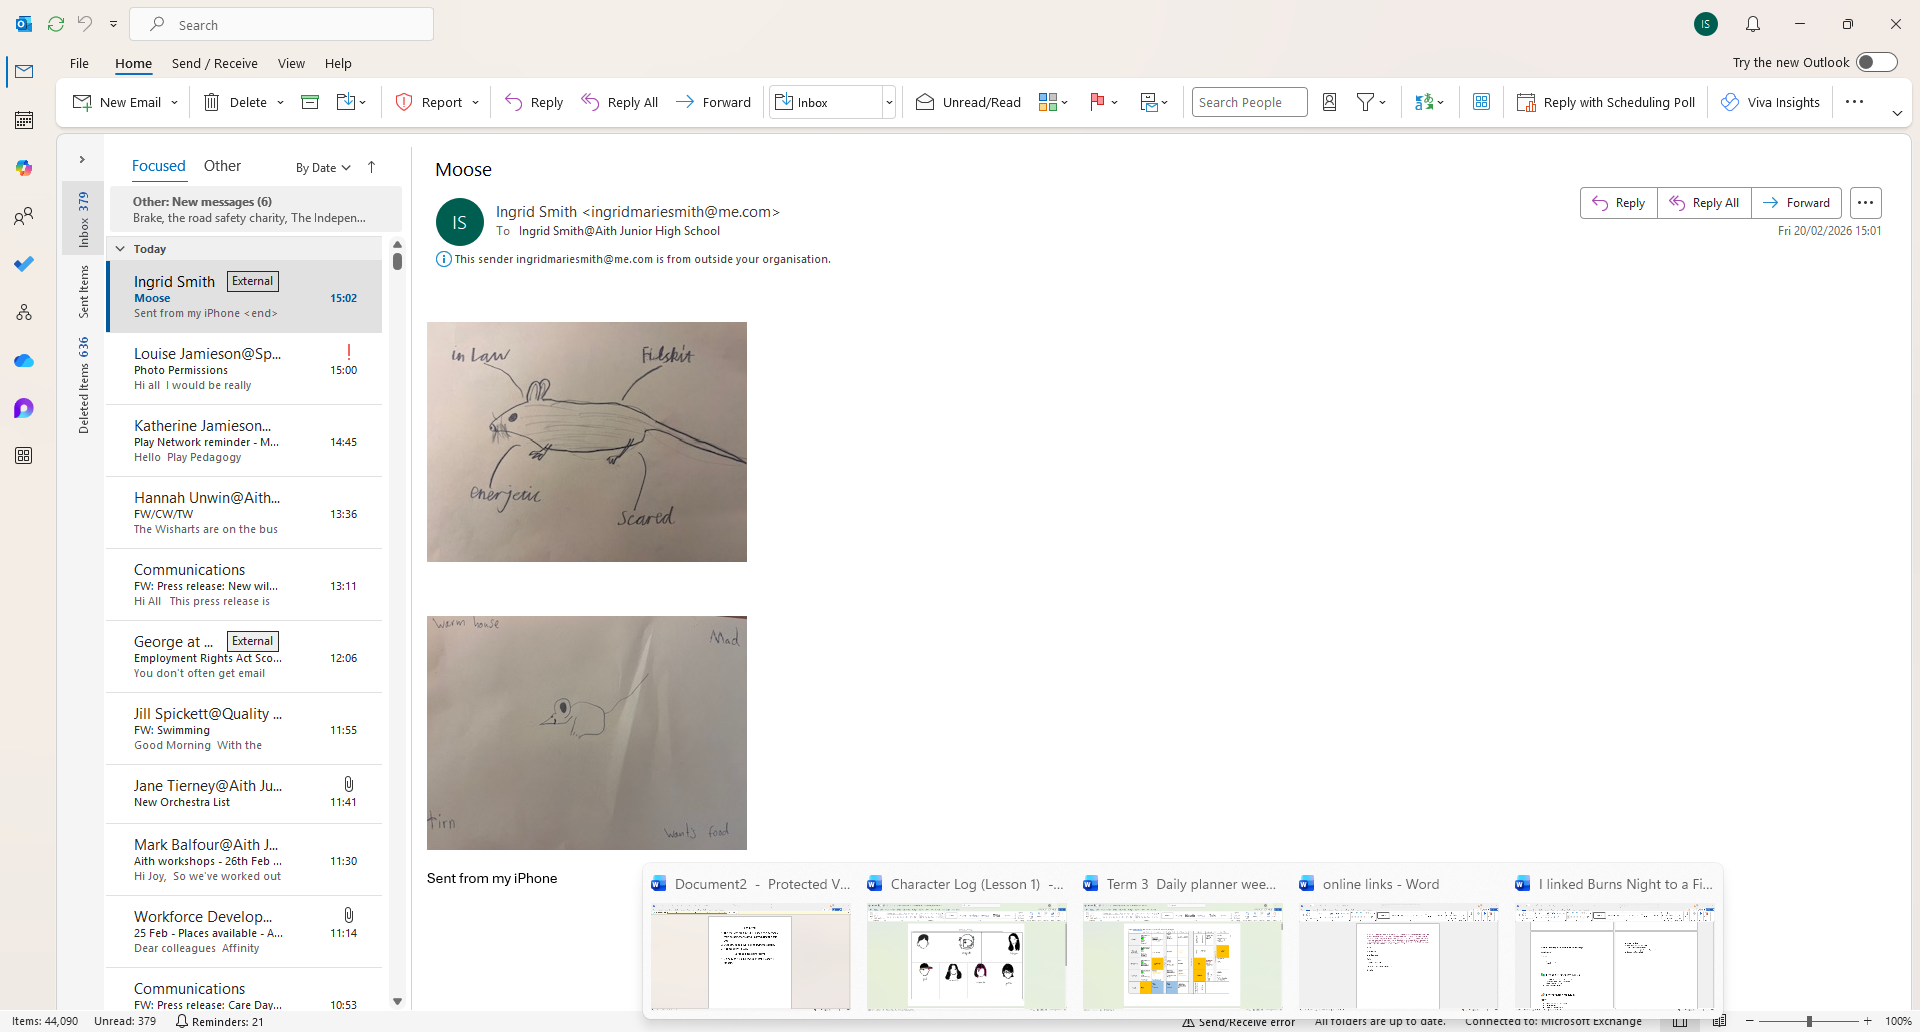 Search
IS
File Home Send / Receive View Help
Try the new Outlook
New Email Delete Report Reply Reply All Forward Inbox Unread/Read Search People Reply with Scheduling Poll Viva Insights
Focused Other By Date
Inbox 379
Sent Items
Deleted Items 636
Other: New messages (6)
Brake, the road safety charity, The Indepen...
Today
Ingrid Smith External
Moose 15:02
Sent from my iPhone <end>
Louise Jamieson@Sp...
Photo Permissions 15:00
Hi all I would be really
Katherine Jamieson...
Play Network reminder - M... 14:45
Hello Play Pedagogy
Hannah Unwin@Aith...
FW/CW/TW 13:36
The Wisharts are on the bus
Communications
FW: Press release: New wil... 13:11
Hi All This press release is
George at ... External
Employment Rights Act Sco... 12:06
You don't often get email
Jill Spickett@Quality ...
FW: Swimming 11:55
Good Morning With the
Jane Tierney@Aith Ju...
New Orchestra List 11:41
Mark Balfour@Aith J...
Aith workshops - 26th Feb ... 11:30
Hi Joy, So we've worked out
Workforce Develop...
25 Feb - Places available - A... 11:14
Dear colleagues Affinity
Communications
FW: Press release: Care Day... 10:53
Moose
IS
Ingrid Smith <ingridmariesmith@me.com>
To Ingrid Smith@Aith Junior High School
Reply Reply All Forward
Fri 20/02/2026 15:01
This sender ingridmariesmith@me.com is from outside your organisation.
in Law
Filskit
energetic
Scared
Warm house
Mad
tirn
Wants food
Sent from my iPhone
Document2 - Protected V...
Character Log (Lesson 1) -...
Term 3 Daily planner wee...
online links - Word
I linked Burns Night to a Fi...
Items: 44,090 Unread: 379 Reminders: 21
Send/Receive error All folders are up to date. Connected to: Microsoft Exchange 100%